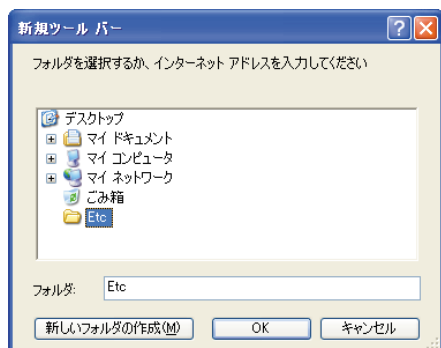 新規ツール バー
フォルダを選択するか、インターネット アドレスを入力してください
デスクトップ
マイ ドキュメント
マイ コンピュータ
マイ ネットワーク
ごみ箱
Etc
フォルダ: Etc
新しいフォルダの作成(M) OK キャンセル